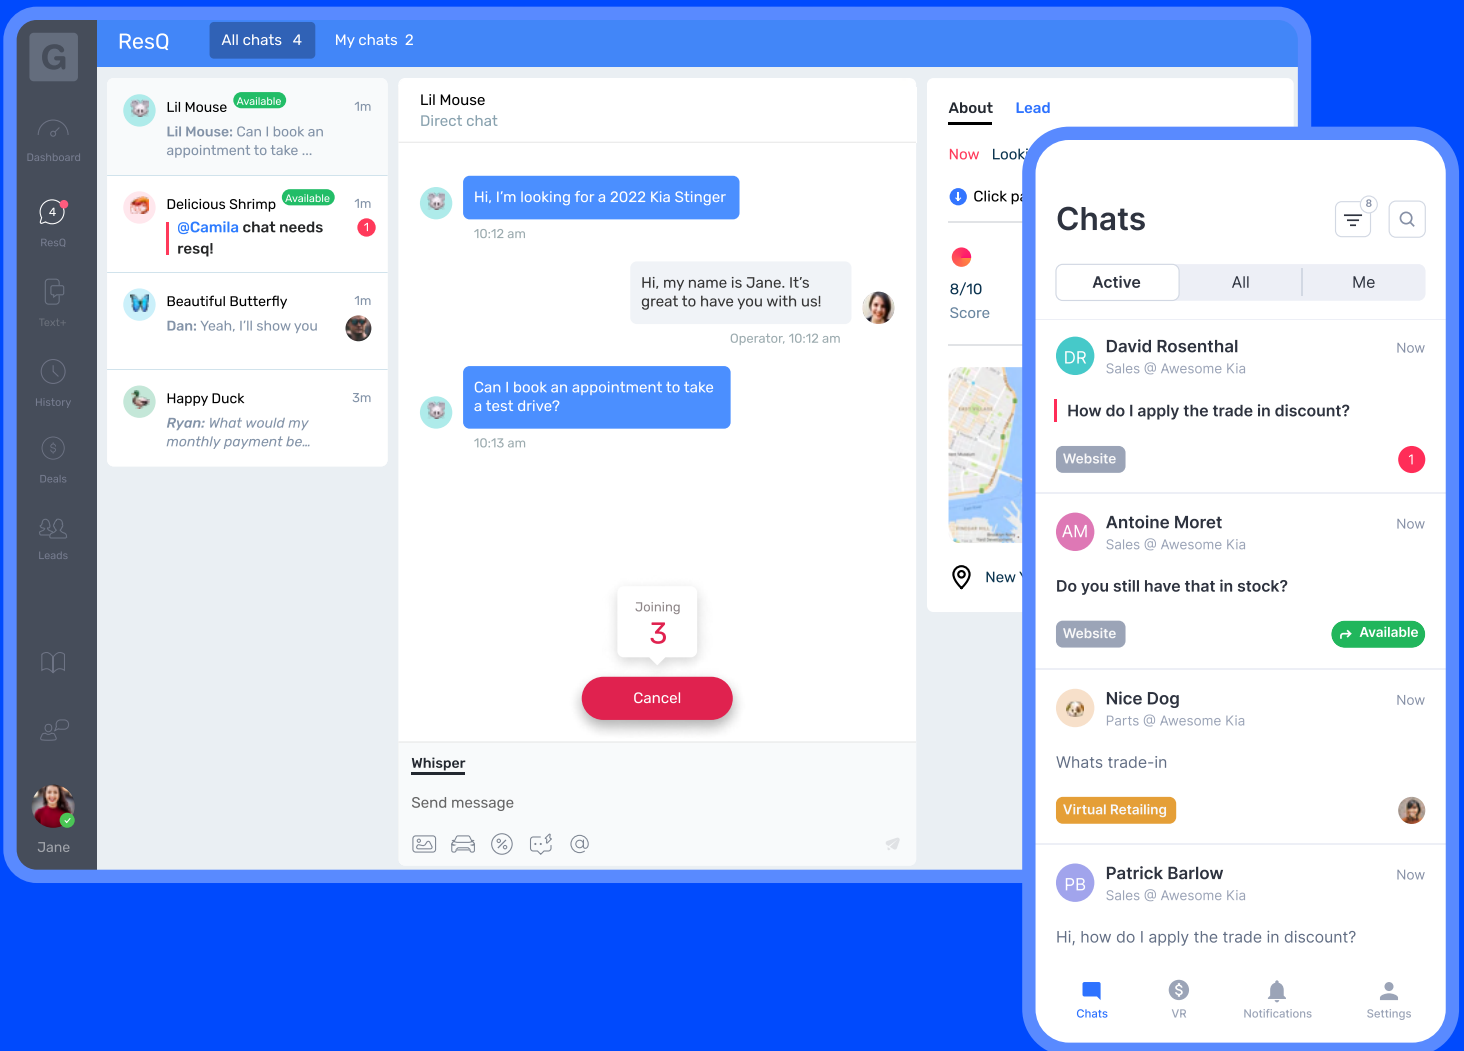 G
Dashboard
4
ResQ
Text+
History
$
Deals
Leads
Jane
ResQ
All chats 4
My chats 2
Lil Mouse
Available
1m
Lil Mouse: Can I book an
appointment to take ...
Delicious Shrimp
Available
1m
@Camila chat needs
resq!
1
Beautiful Butterfly
1m
Dan: Yeah, I'll show you
Happy Duck
3m
Ryan: What would my
monthly payment be...
Lil Mouse
Direct chat
Hi, I'm looking for a 2022 Kia Stinger
10:12 am
Hi, my name is Jane. It's
great to have you with us!
Operator, 10:12 am
Can I book an appointment to take
a test drive?
10:13 am
Joining
3
Cancel
Whisper
Send message
%
@
About
Lead
Now
Click
8/10
Score
New
Chats
8
Active
All
Me
DR
David Rosenthal
Now
Sales @ Awesome Kia
How do I apply the trade in discount?
Website
1
AM
Antoine Moret
Now
Sales @ Awesome Kia
Do you still have that in stock?
Website
Available
Nice Dog
Now
Parts @ Awesome Kia
Whats trade-in
Virtual Retailing
PB
Patrick Barlow
Now
Sales @ Awesome Kia
Hi, how do I apply the trade in discount?
$
Chats
VR
Notifications
Settings